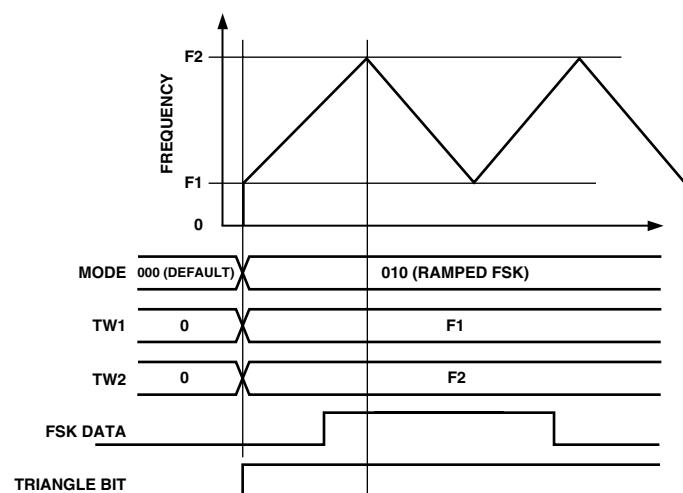 F2
FREQUENCY
F1
0
MODE 000 (DEFAULT) 010 (RAMPED FSK)
TW1 0 F1
TW2 0 F2
FSK DATA
TRIANGLE BIT